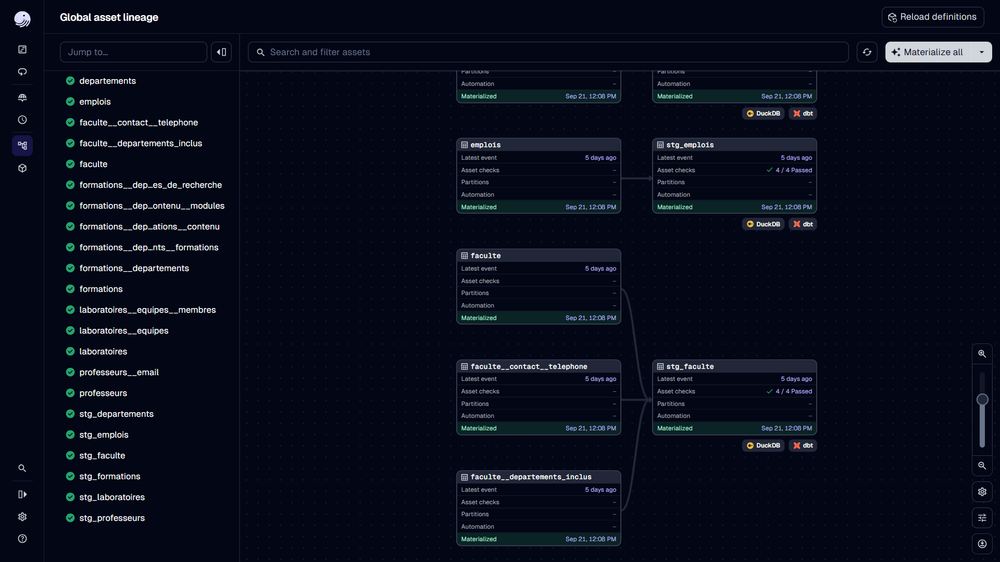 Global asset lineage
Reload definitions
Jump to…
Search and filter assets
Materialize all
departements
emplois
faculte__contact__telephone
faculte__departements_inclus
faculte
formations__dep…es_de_recherche
formations__dep…ontenu__modules
formations__dep…ations__contenu
formations__dep…nts__formations
formations__departements
formations
laboratoires__equipes__membres
laboratoires__equipes
laboratoires
professeurs__email
professeurs
stg_departements
stg_emplois
stg_faculte
stg_formations
stg_laboratoires
stg_professeurs
Partitions –
Automation –
Materialized Sep 21, 12:08 PM
Partitions –
Automation –
Materialized Sep 21, 12:08 PM
DuckDB dbt
emplois
Latest event 5 days ago
Asset checks –
Partitions –
Automation –
Materialized Sep 21, 12:08 PM
stg_emplois
Latest event 5 days ago
Asset checks 4 / 4 Passed
Partitions –
Automation –
Materialized Sep 21, 12:08 PM
DuckDB dbt
faculte
Latest event 5 days ago
Asset checks –
Partitions –
Automation –
Materialized Sep 21, 12:08 PM
faculte__contact__telephone
Latest event 5 days ago
Asset checks –
Partitions –
Automation –
Materialized Sep 21, 12:08 PM
stg_faculte
Latest event 5 days ago
Asset checks 4 / 4 Passed
Partitions –
Automation –
Materialized Sep 21, 12:08 PM
DuckDB dbt
faculte__departements_inclus
Latest event 5 days ago
Asset checks –
Partitions –
Automation –
Materialized Sep 21, 12:08 PM